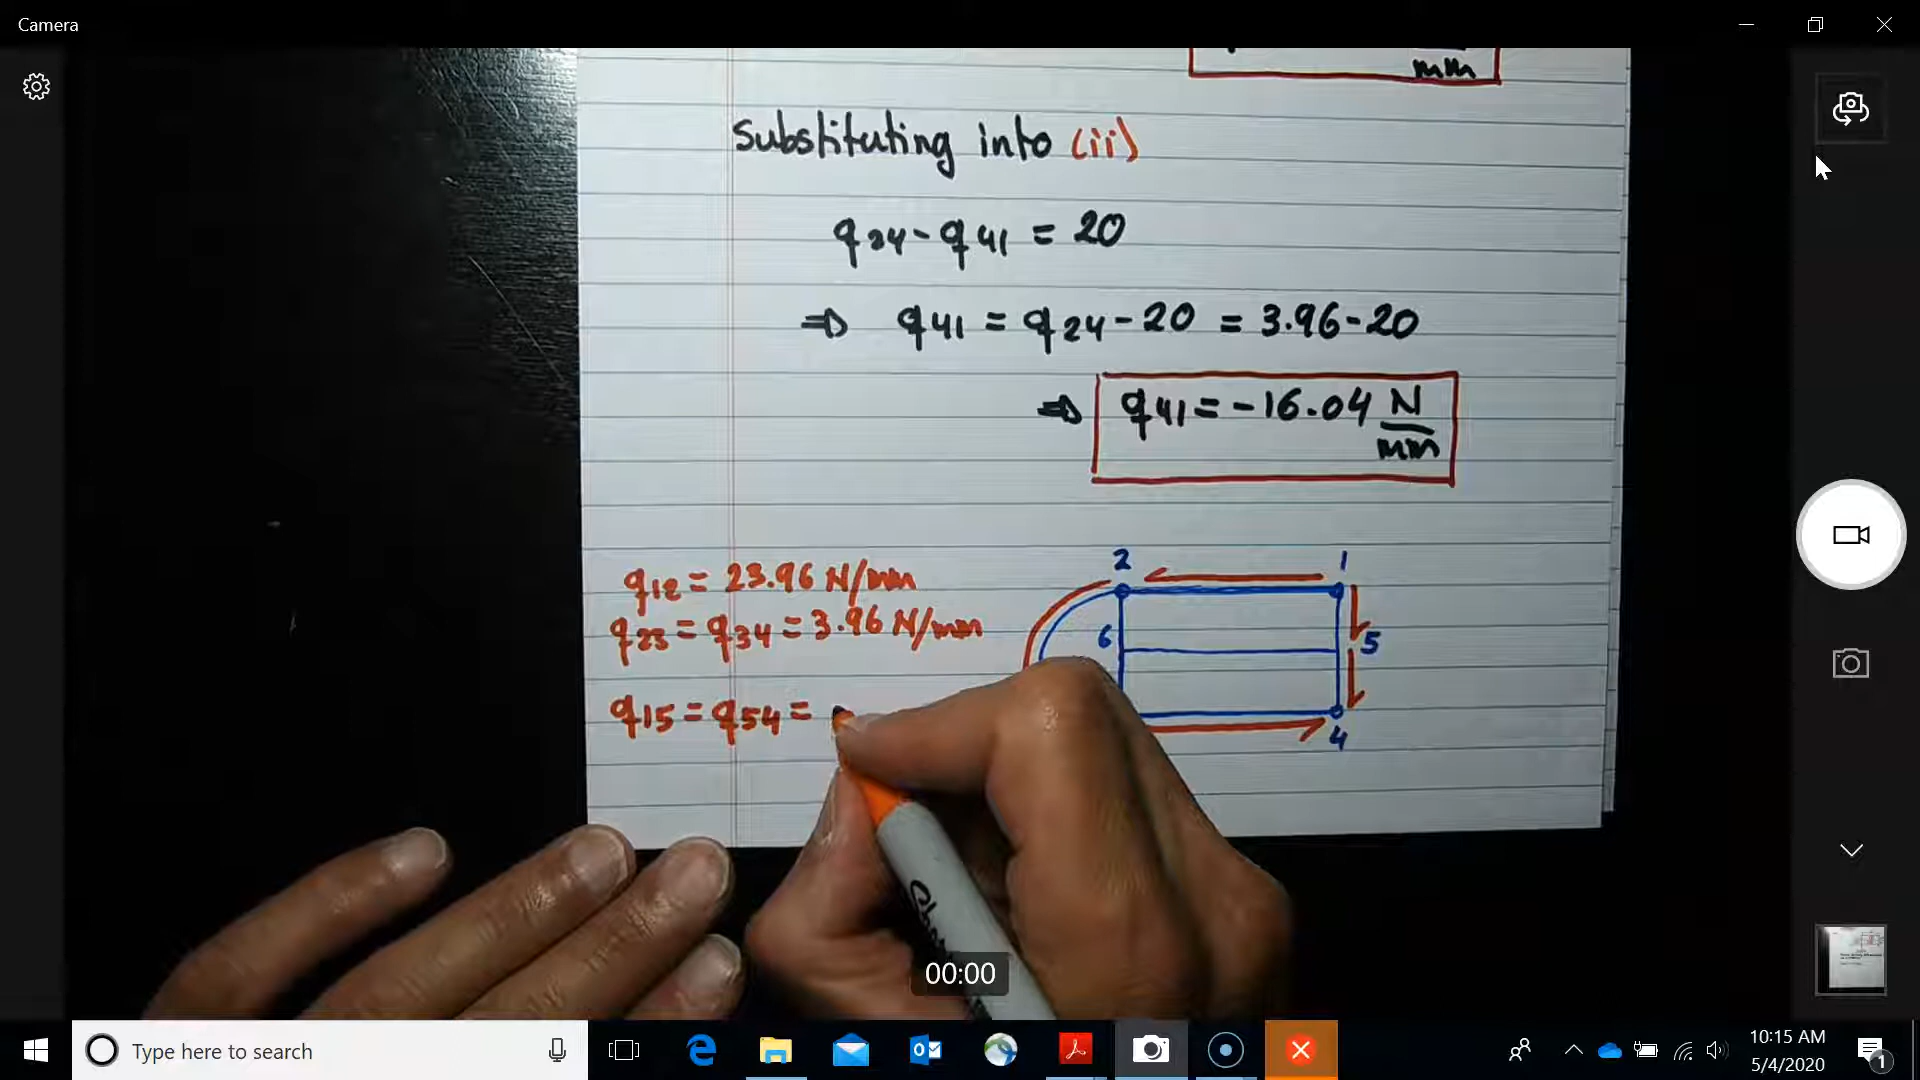 Camera
mm
Substituting into (ii)
q24 - q41 = 20
⇒ q41 = q24 - 20 = 3.96 - 20
⇒ q41 = -16.04 N/mm
q12 = 23.96 N/mm
q23 = q34 = 3.96 N/mm
q15 = q54 =
2 1
6 5
4
00:00
Type here to search
10:15 AM
5/4/2020
1